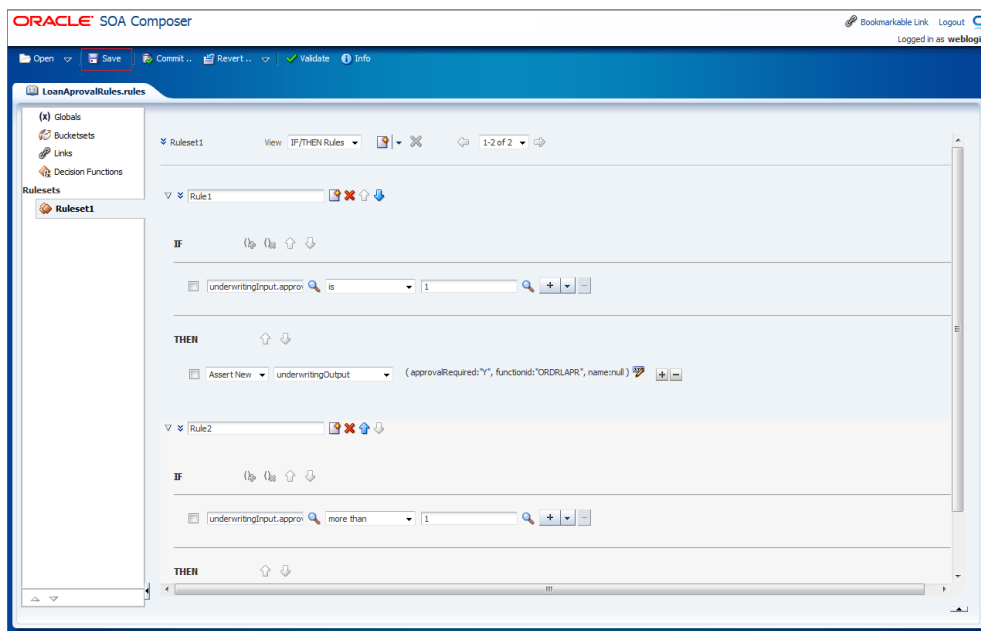 ORACLE SOA Composer
Bookmarkable Link Logout
Logged in as weblogi
Open Save Commit .. Revert .. Validate Info
LoanAprovalRules.rules
(x) Globals
Bucketsets
Links
Decision Functions
Rulesets
Ruleset1
Ruleset1 View IF/THEN Rules 1-2 of 2
Rule1
IF
underwritingInput.approv is 1
THEN
Assert New underwritingOutput ( approvalRequired:"Y", functionid:"ORDRLAPR", name:null )
Rule2
IF
underwritingInput.approv more than 1
THEN